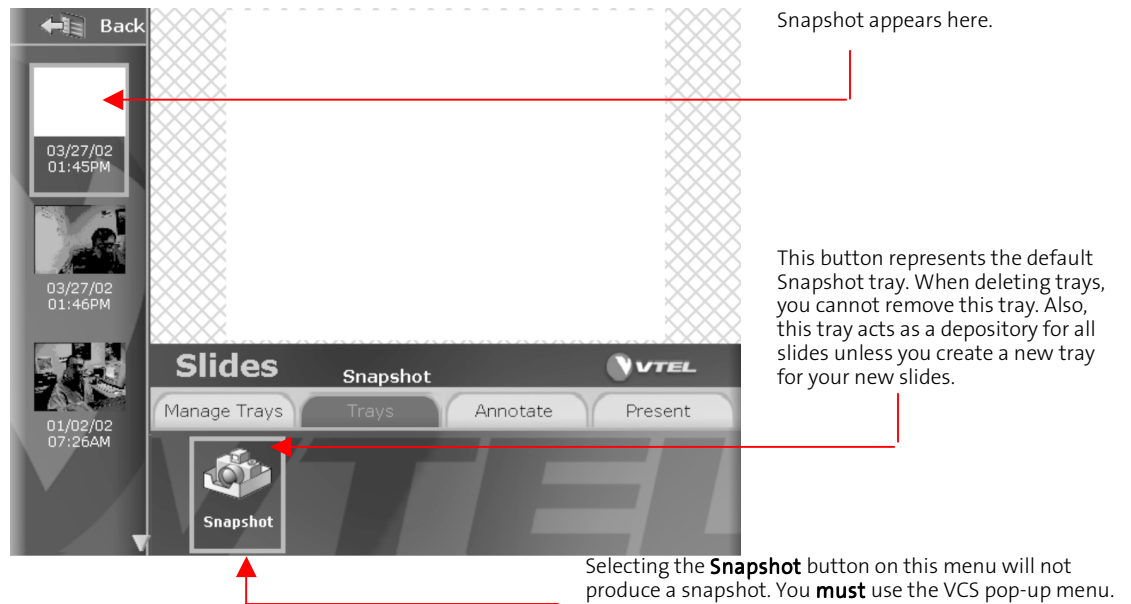 Back
Snapshot appears here.
03/27/02
01:45PM
03/27/02
01:46PM
01/02/02
07:26AM
This button represents the default
Snapshot tray. When deleting trays,
you cannot remove this tray. Also,
this tray acts as a depository for all
slides unless you create a new tray
for your new slides.
Slides Snapshot VTEL
Manage Trays Trays Annotate Present
VTEL
Snapshot
Selecting the Snapshot button on this menu will not
produce a snapshot. You must use the VCS pop-up menu.